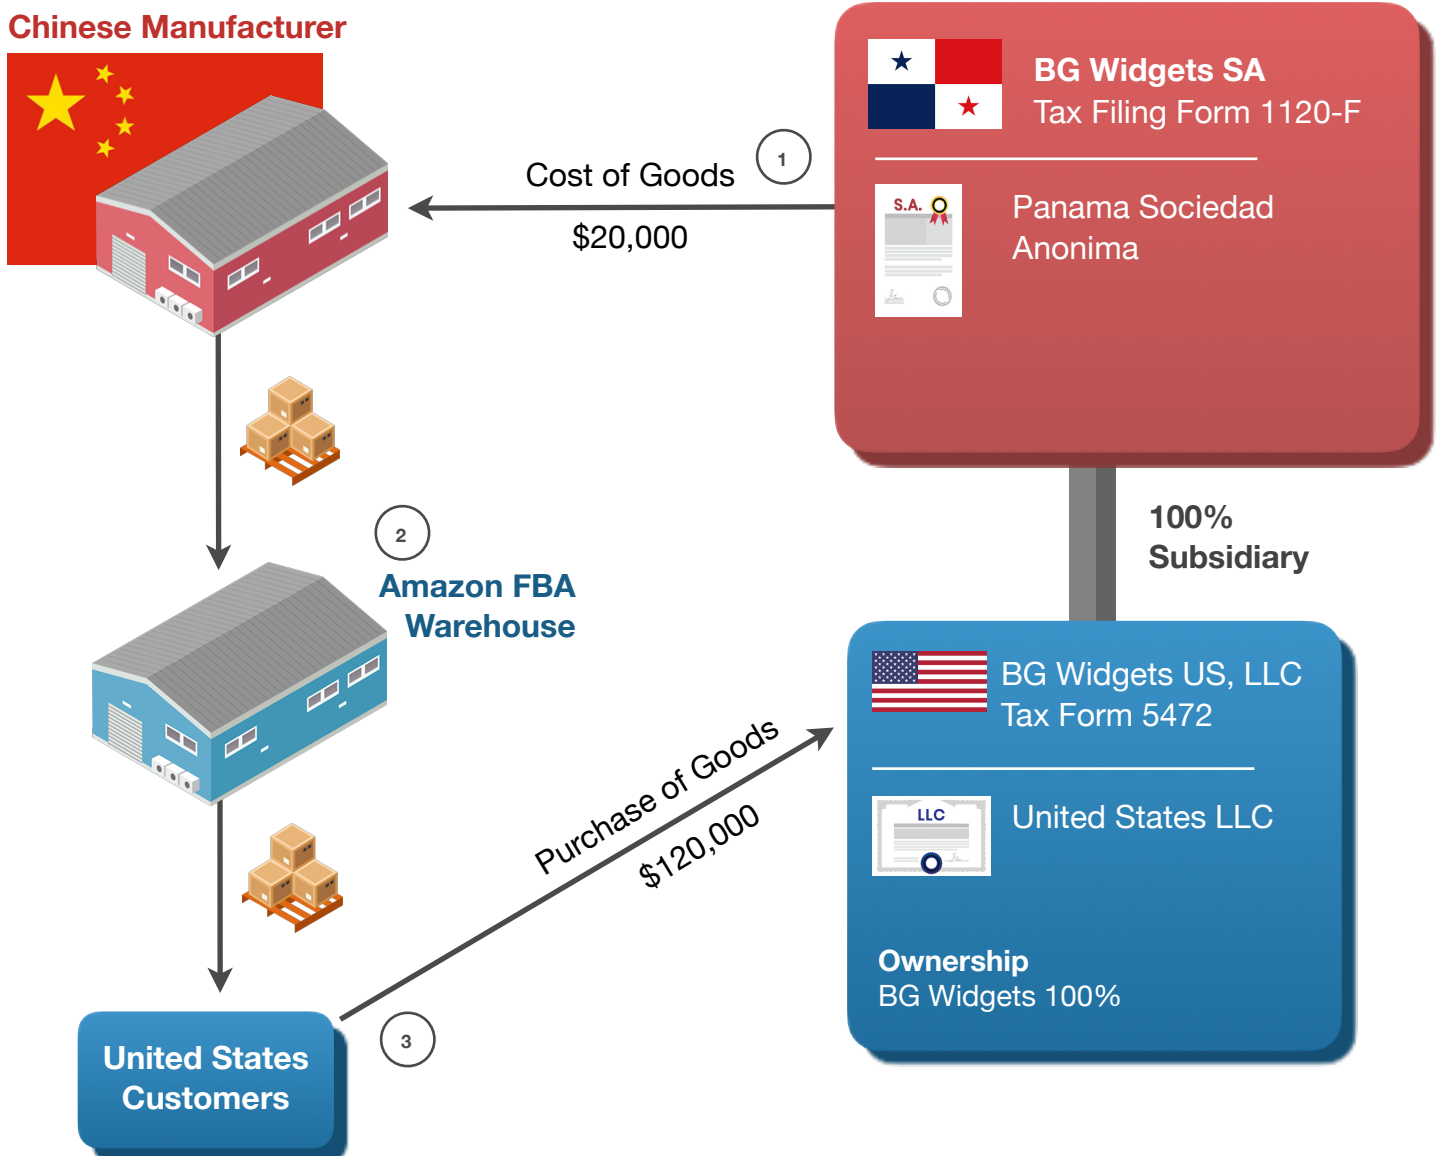 Chinese Manufacturer
Cost of Goods
1
$20,000
BG Widgets SA
Tax Filing Form 1120-F
S.A.
Panama Sociedad
Anonima
100%
Subsidiary
2
Amazon FBA
Warehouse
Purchase of Goods
$120,000
BG Widgets US, LLC
Tax Form 5472
LLC
United States LLC
Ownership
BG Widgets 100%
3
United States
Customers